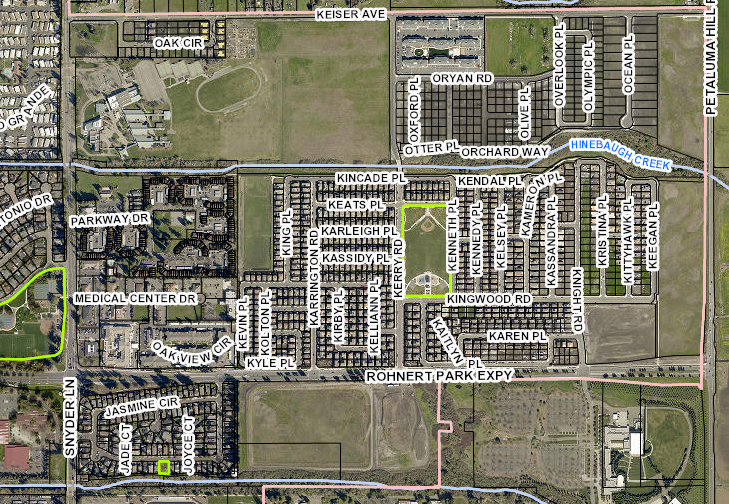 KEISER AVE
OAK CIR
ORYAN RD
OXFORD PL
OLIVE PL
OVERLOOK PL
OLYMPIC PL
OCEAN PL
PETALUMA HILL R
O GRANDE
OTTER PL
ORCHARD WAY
HINEBAUGH CREEK
KINCADE PL
KENDAL PL
TONIO DR
PARKWAY DR
KING PL
KARRINGTON RD
KEATS PL
KARLEIGH PL
KASSIDY PL
KERRY RD
KENNETH PL
KENNEDY PL
KELSEY PL
KAMERON PL
KASSANDRA PL
KRISTINA PL
KITTYHAWK PL
KEEGAN PL
MEDICAL CENTER DR
KEVIN PL
KOLTON PL
KIRBY PL
KELLIANN PL
KINGWOOD RD
KNIGHT RD
OAK VIEW CIR
KYLE PL
KAITLYN PL
KAREN PL
ROHNERT PARK EXPY
SNYDER LN
JASMINE CIR
JADE CT
JOYCE CT